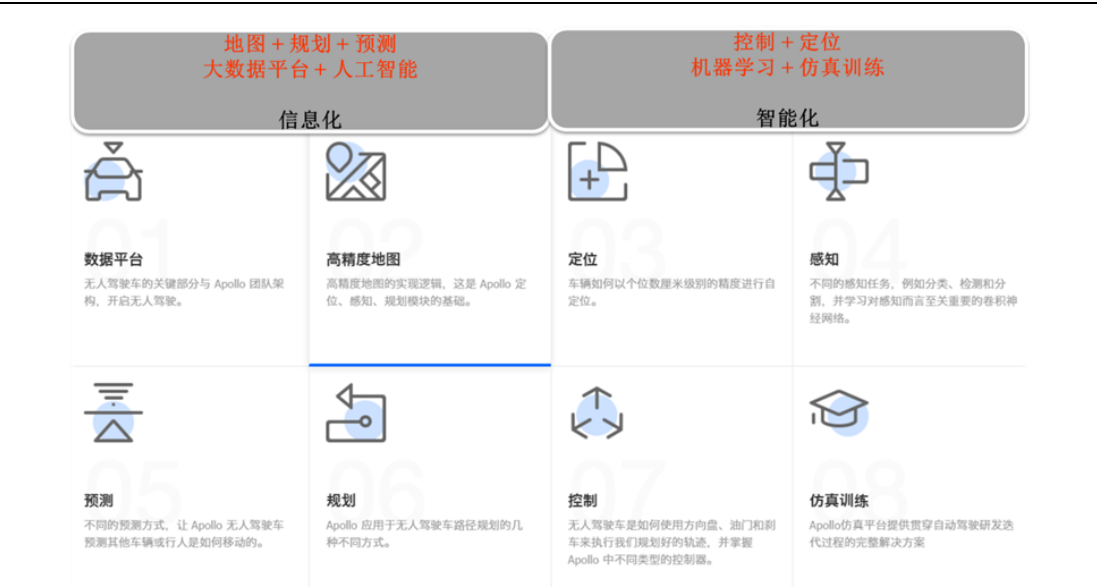 地图＋规划＋预测
大数据平台＋人工智能
信息化
控制＋定位
机器学习＋仿真训练
智能化
01
数据平台
无人驾驶车的关键部分与 Apollo 团队架
构，开启无人驾驶。
02
高精度地图
高精度地图的实现逻辑，这是 Apollo 定
位、感知、规划模块的基础。
03
定位
车辆如何以个位数厘米级别的精度进行自
定位。
04
感知
不同的感知任务，例如分类、检测和分
割，并学习对感知而言至关重要的卷积神
经网络。
05
预测
不同的预测方式，让 Apollo 无人驾驶车
预测其他车辆或行人是如何移动的。
06
规划
Apollo 应用于无人驾驶车路径规划的几
种不同方式。
07
控制
无人驾驶车是如何使用方向盘、油门和刹
车来执行我们规划好的轨迹，并掌握
Apollo 中不同类型的控制器。
08
仿真训练
Apollo仿真平台提供贯穿自动驾驶研发迭
代过程的完整解决方案